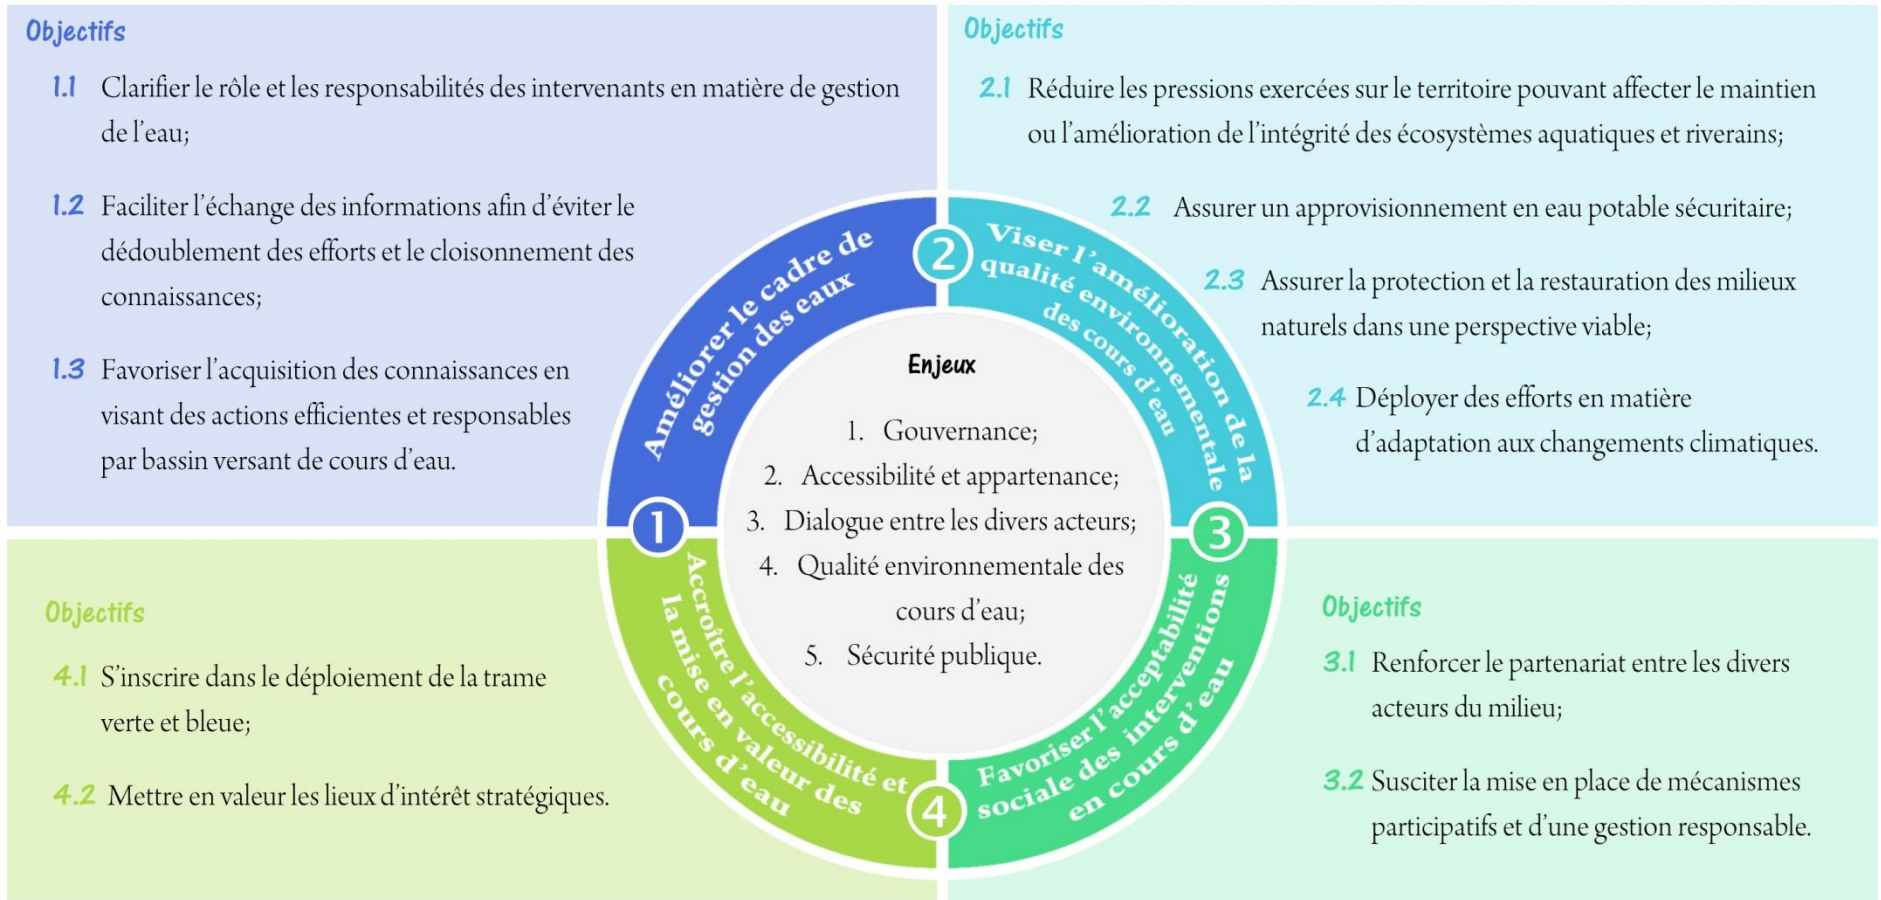 Objectifs
1.1 Clarifier le rôle et les responsabilités des intervenants en matière de gestion
de l'eau;
1.2 Faciliter l'échange des informations afin d'éviter le
dédoublement des efforts et le cloisonnement des
connaissances;
1.3 Favoriser l'acquisition des connaissances en
visant des actions efficientes et responsables
par bassin versant de cours d'eau.
Objectifs
2.1 Réduire les pressions exercées sur le territoire pouvant affecter le maintien
ou l'amélioration de l'intégrité des écosystèmes aquatiques et riverains;
2.2 Assurer un approvisionnement en eau potable sécuritaire;
2.3 Assurer la protection et la restauration des milieux
naturels dans une perspective viable;
2.4 Déployer des efforts en matière
d'adaptation aux changements climatiques.
1
Améliorer le cadre de
gestion des eaux
2
Viser l'amélioration de la
qualité environnementale
des cours d'eau
3
Favoriser l'acceptabilité
sociale des interventions
en cours d'eau
4
Accroître l'accessibilité et
la mise en valeur des
cours d'eau
Enjeux
1. Gouvernance;
2. Accessibilité et appartenance;
3. Dialogue entre les divers acteurs;
4. Qualité environnementale des
cours d'eau;
5. Sécurité publique.
Objectifs
4.1 S'inscrire dans le déploiement de la trame
verte et bleue;
4.2 Mettre en valeur les lieux d'intérêt stratégiques.
Objectifs
3.1 Renforcer le partenariat entre les divers
acteurs du milieu;
3.2 Susciter la mise en place de mécanismes
participatifs et d'une gestion responsable.